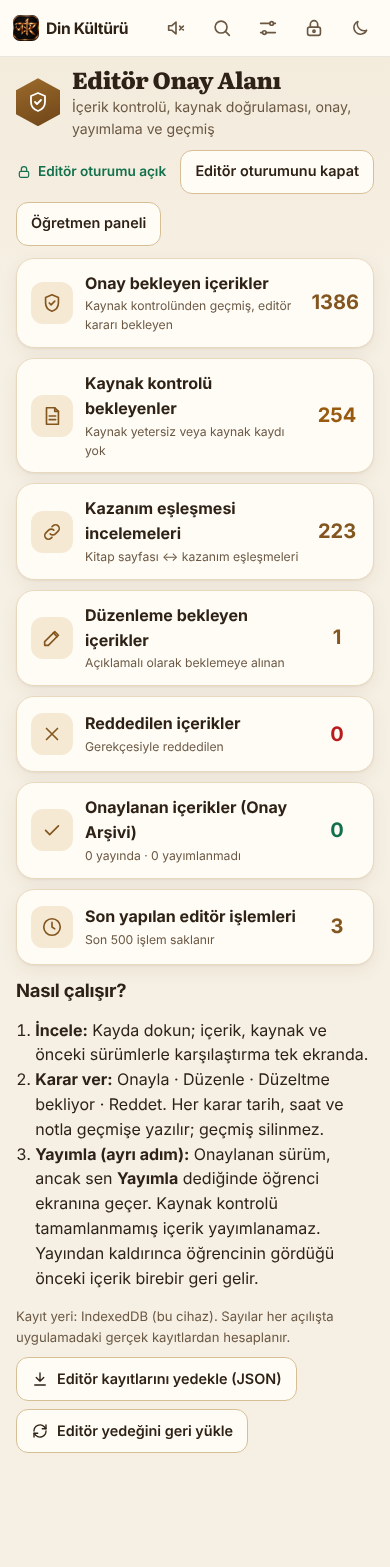 Din Kültürü
Editör Onay Alanı
İçerik kontrolü, kaynak doğrulaması, onay,
yayımlama ve geçmiş
Editör oturumu açık
Editör oturumunu kapat
Öğretmen paneli
Onay bekleyen içerikler
Kaynak kontrolünden geçmiş, editör
kararı bekleyen
1386
Kaynak kontrolü
bekleyenler
Kaynak yetersiz veya kaynak kaydı
yok
254
Kazanım eşleşmesi
incelemeleri
Kitap sayfası ↔ kazanım eşleşmeleri
223
Düzenleme bekleyen
içerikler
Açıklamalı olarak beklemeye alınan
1
Reddedilen içerikler
Gerekçesiyle reddedilen
0
Onaylanan içerikler (Onay
Arşivi)
0 yayında · 0 yayımlanmadı
0
Son yapılan editör işlemleri
Son 500 işlem saklanır
3
Nasıl çalışır?
1. İncele: Kayda dokun; içerik, kaynak ve
önceki sürümlerle karşılaştırma tek ekranda.
2. Karar ver: Onayla · Düzenle · Düzeltme
bekliyor · Reddet. Her karar tarih, saat ve
notla geçmişe yazılır; geçmiş silinmez.
3. Yayımla (ayrı adım): Onaylanan sürüm,
ancak sen Yayımla dediğinde öğrenci
ekranına geçer. Kaynak kontrolü
tamamlanmamış içerik yayımlanamaz.
Yayından kaldırınca öğrencinin gördüğü
önceki içerik birebir geri gelir.
Kayıt yeri: IndexedDB (bu cihaz). Sayılar her açılışta
uygulamadaki gerçek kayıtlardan hesaplanır.
Editör kayıtlarını yedekle (JSON)
Editör yedeğini geri yükle